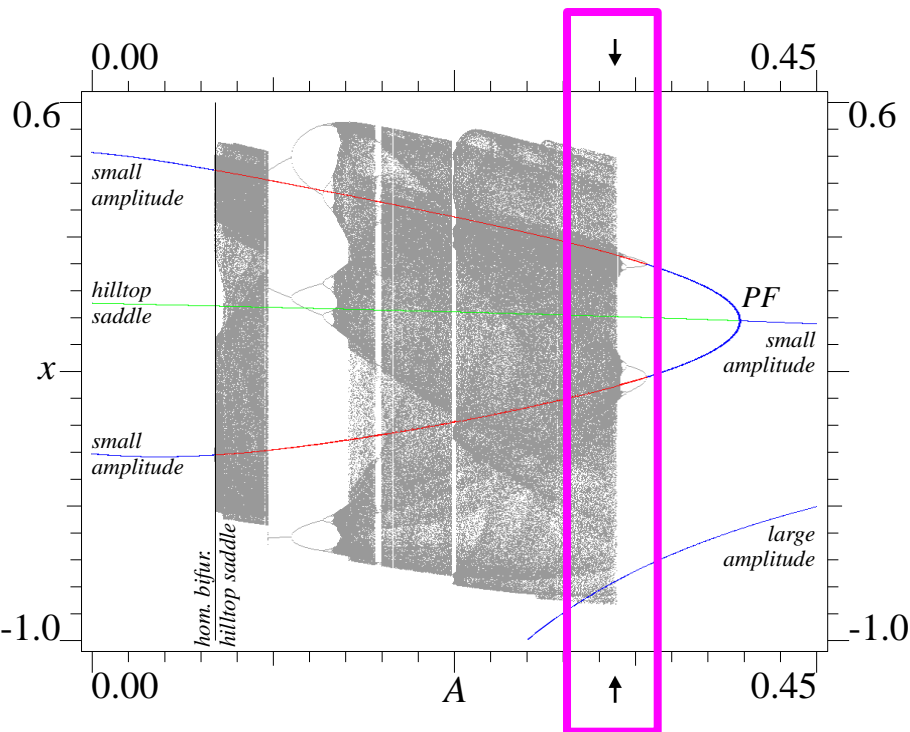 0.00
0.45
0.6
0.6
small
amplitude
hilltop
saddle
PF
small
amplitude
x
small
amplitude
large
amplitude
hom. bifur.
hilltop saddle
-1.0
-1.0
0.00
A
0.45